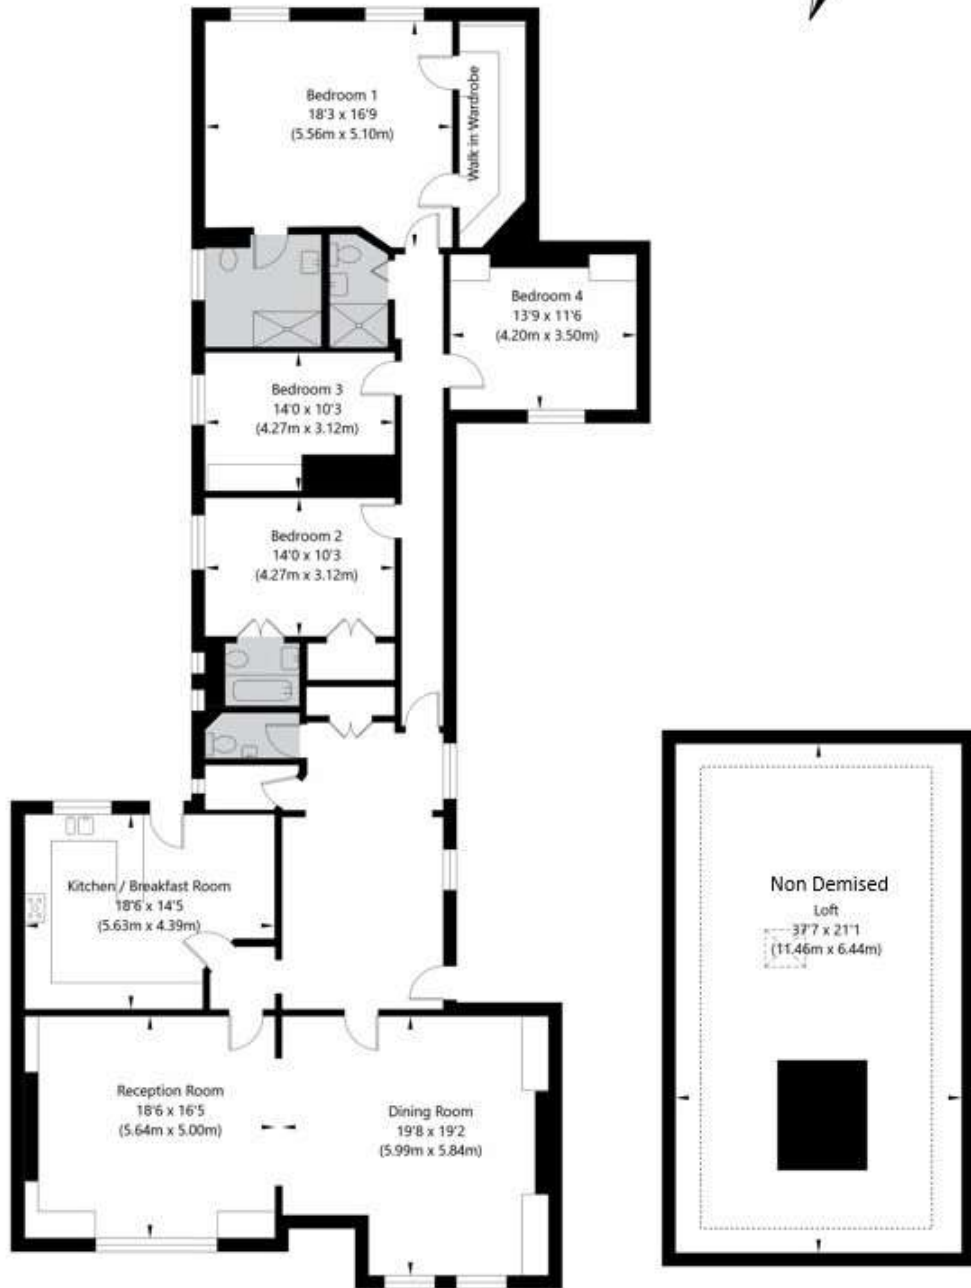 Bedroom 1
18'3 x 16'9
(5.56m x 5.10m)
Walk in Wardrobe
Bedroom 4
13'9 x 11'6
(4.20m x 3.50m)
Bedroom 3
14'0 x 10'3
(4.27m x 3.12m)
Bedroom 2
14'0 x 10'3
(4.27m x 3.12m)
Kitchen / Breakfast Room
18'6 x 14'5
(5.63m x 4.39m)
Non Demised
Loft
37'7 x 21'1
(11.46m x 6.44m)
Reception Room
18'6 x 16'5
(5.64m x 5.00m)
Dining Room
19'8 x 19'2
(5.99m x 5.84m)